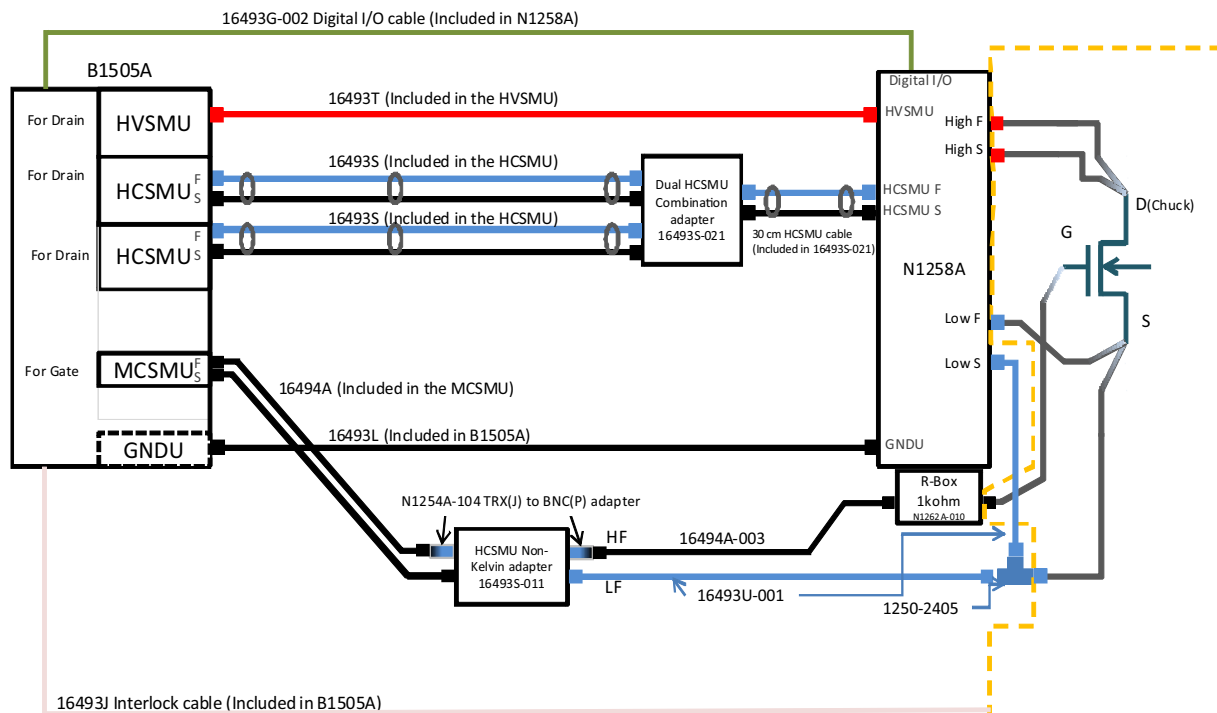 16493G-002 Digital I/O cable (Included in N1258A)
B1505A
Digital I/O
16493T (Included in the HVSMU)
For Drain
HVSMU
HVSMU
High F
High S
16493S (Included in the HCSMU)
For Drain
HCSMU
F
S
Dual HCSMU
Combination
adapter
16493S-021
HCSMU F
HCSMU S
D(Chuck)
16493S (Included in the HCSMU)
30 cm HCSMU cable
(Included in 16493S-021)
For Drain
HCSMU
F
S
G
N1258A
Low F
S
Low S
For Gate
MCSMU
F
S
16494A (Included in the MCSMU)
16493L (Included in B1505A)
GNDU
GNDU
R-Box
1kohm
N1262A-010
N1254A-104 TRX(J) to BNC(P) adapter
HF
16494A-003
HCSMU Non-
Kelvin adapter
16493S-011
LF
16493U-001
1250-2405
16493J Interlock cable (Included in B1505A)